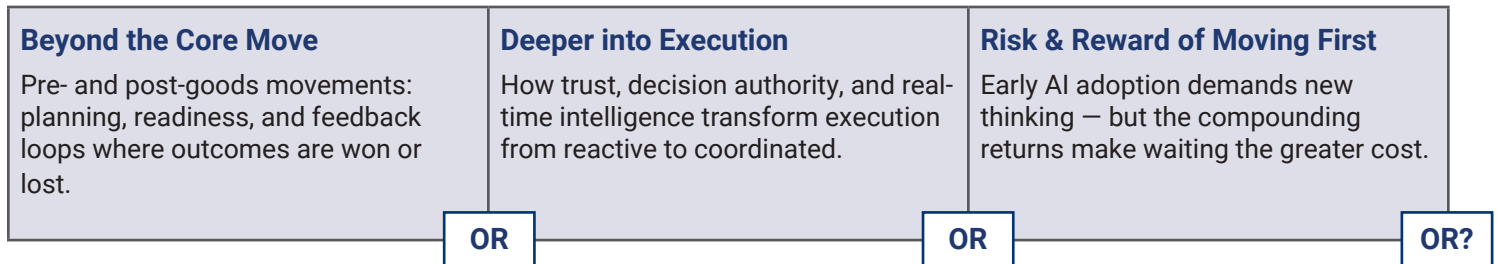 Beyond the Core Move
Pre- and post-goods movements:
planning, readiness, and feedback
loops where outcomes are won or
lost.
OR
Deeper into Execution
How trust, decision authority, and real-
time intelligence transform execution
from reactive to coordinated.
OR
Risk & Reward of Moving First
Early AI adoption demands new
thinking — but the compounding
returns make waiting the greater cost.
OR?